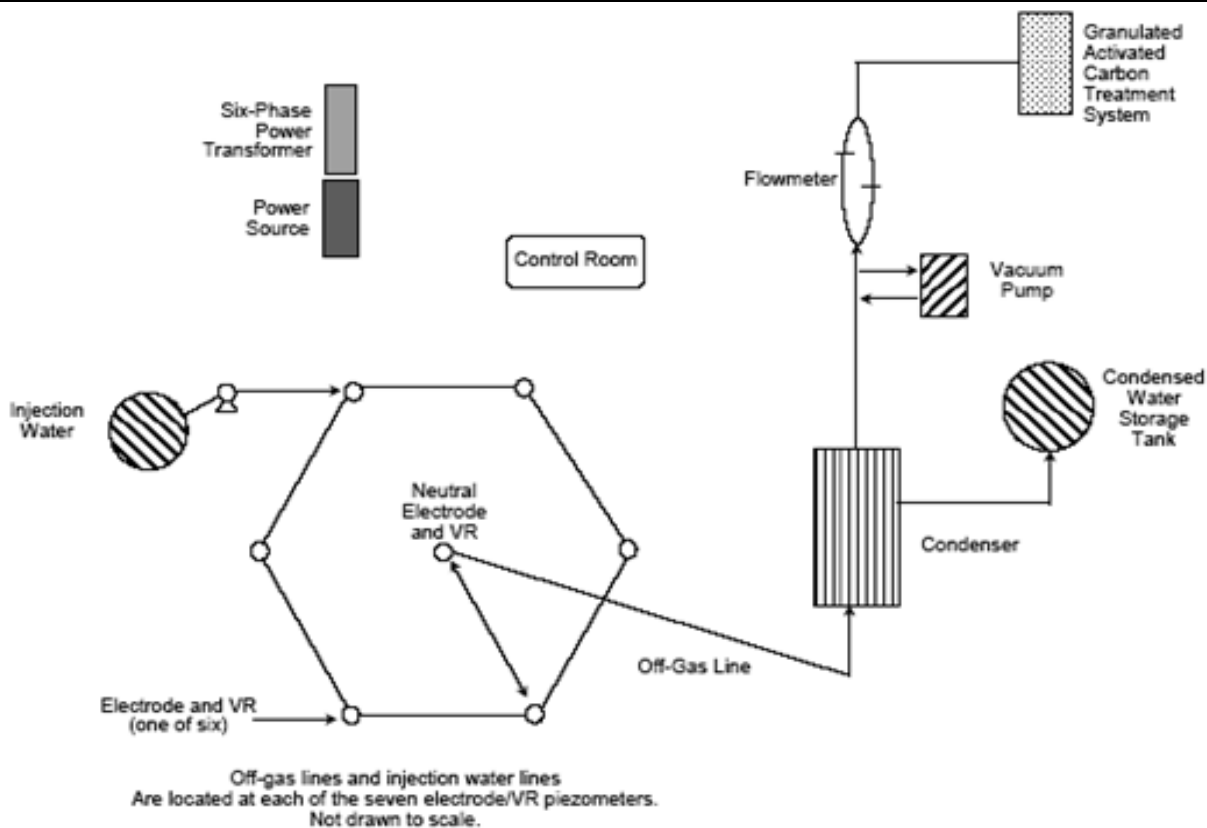 Granulated
Activated
Carbon
Treatment
System
Six-Phase
Power
Transformer
Flowmeter
Power
Source
Control Room
Vacuum
Pump
Injection
Water
Condensed
Water
Storage
Tank
Neutral
Electrode
and VR
Condenser
Off-Gas Line
Electrode and VR
(one of six)
Off-gas lines and injection water lines
Are located at each of the seven electrode/VR piezometers.
Not drawn to scale.